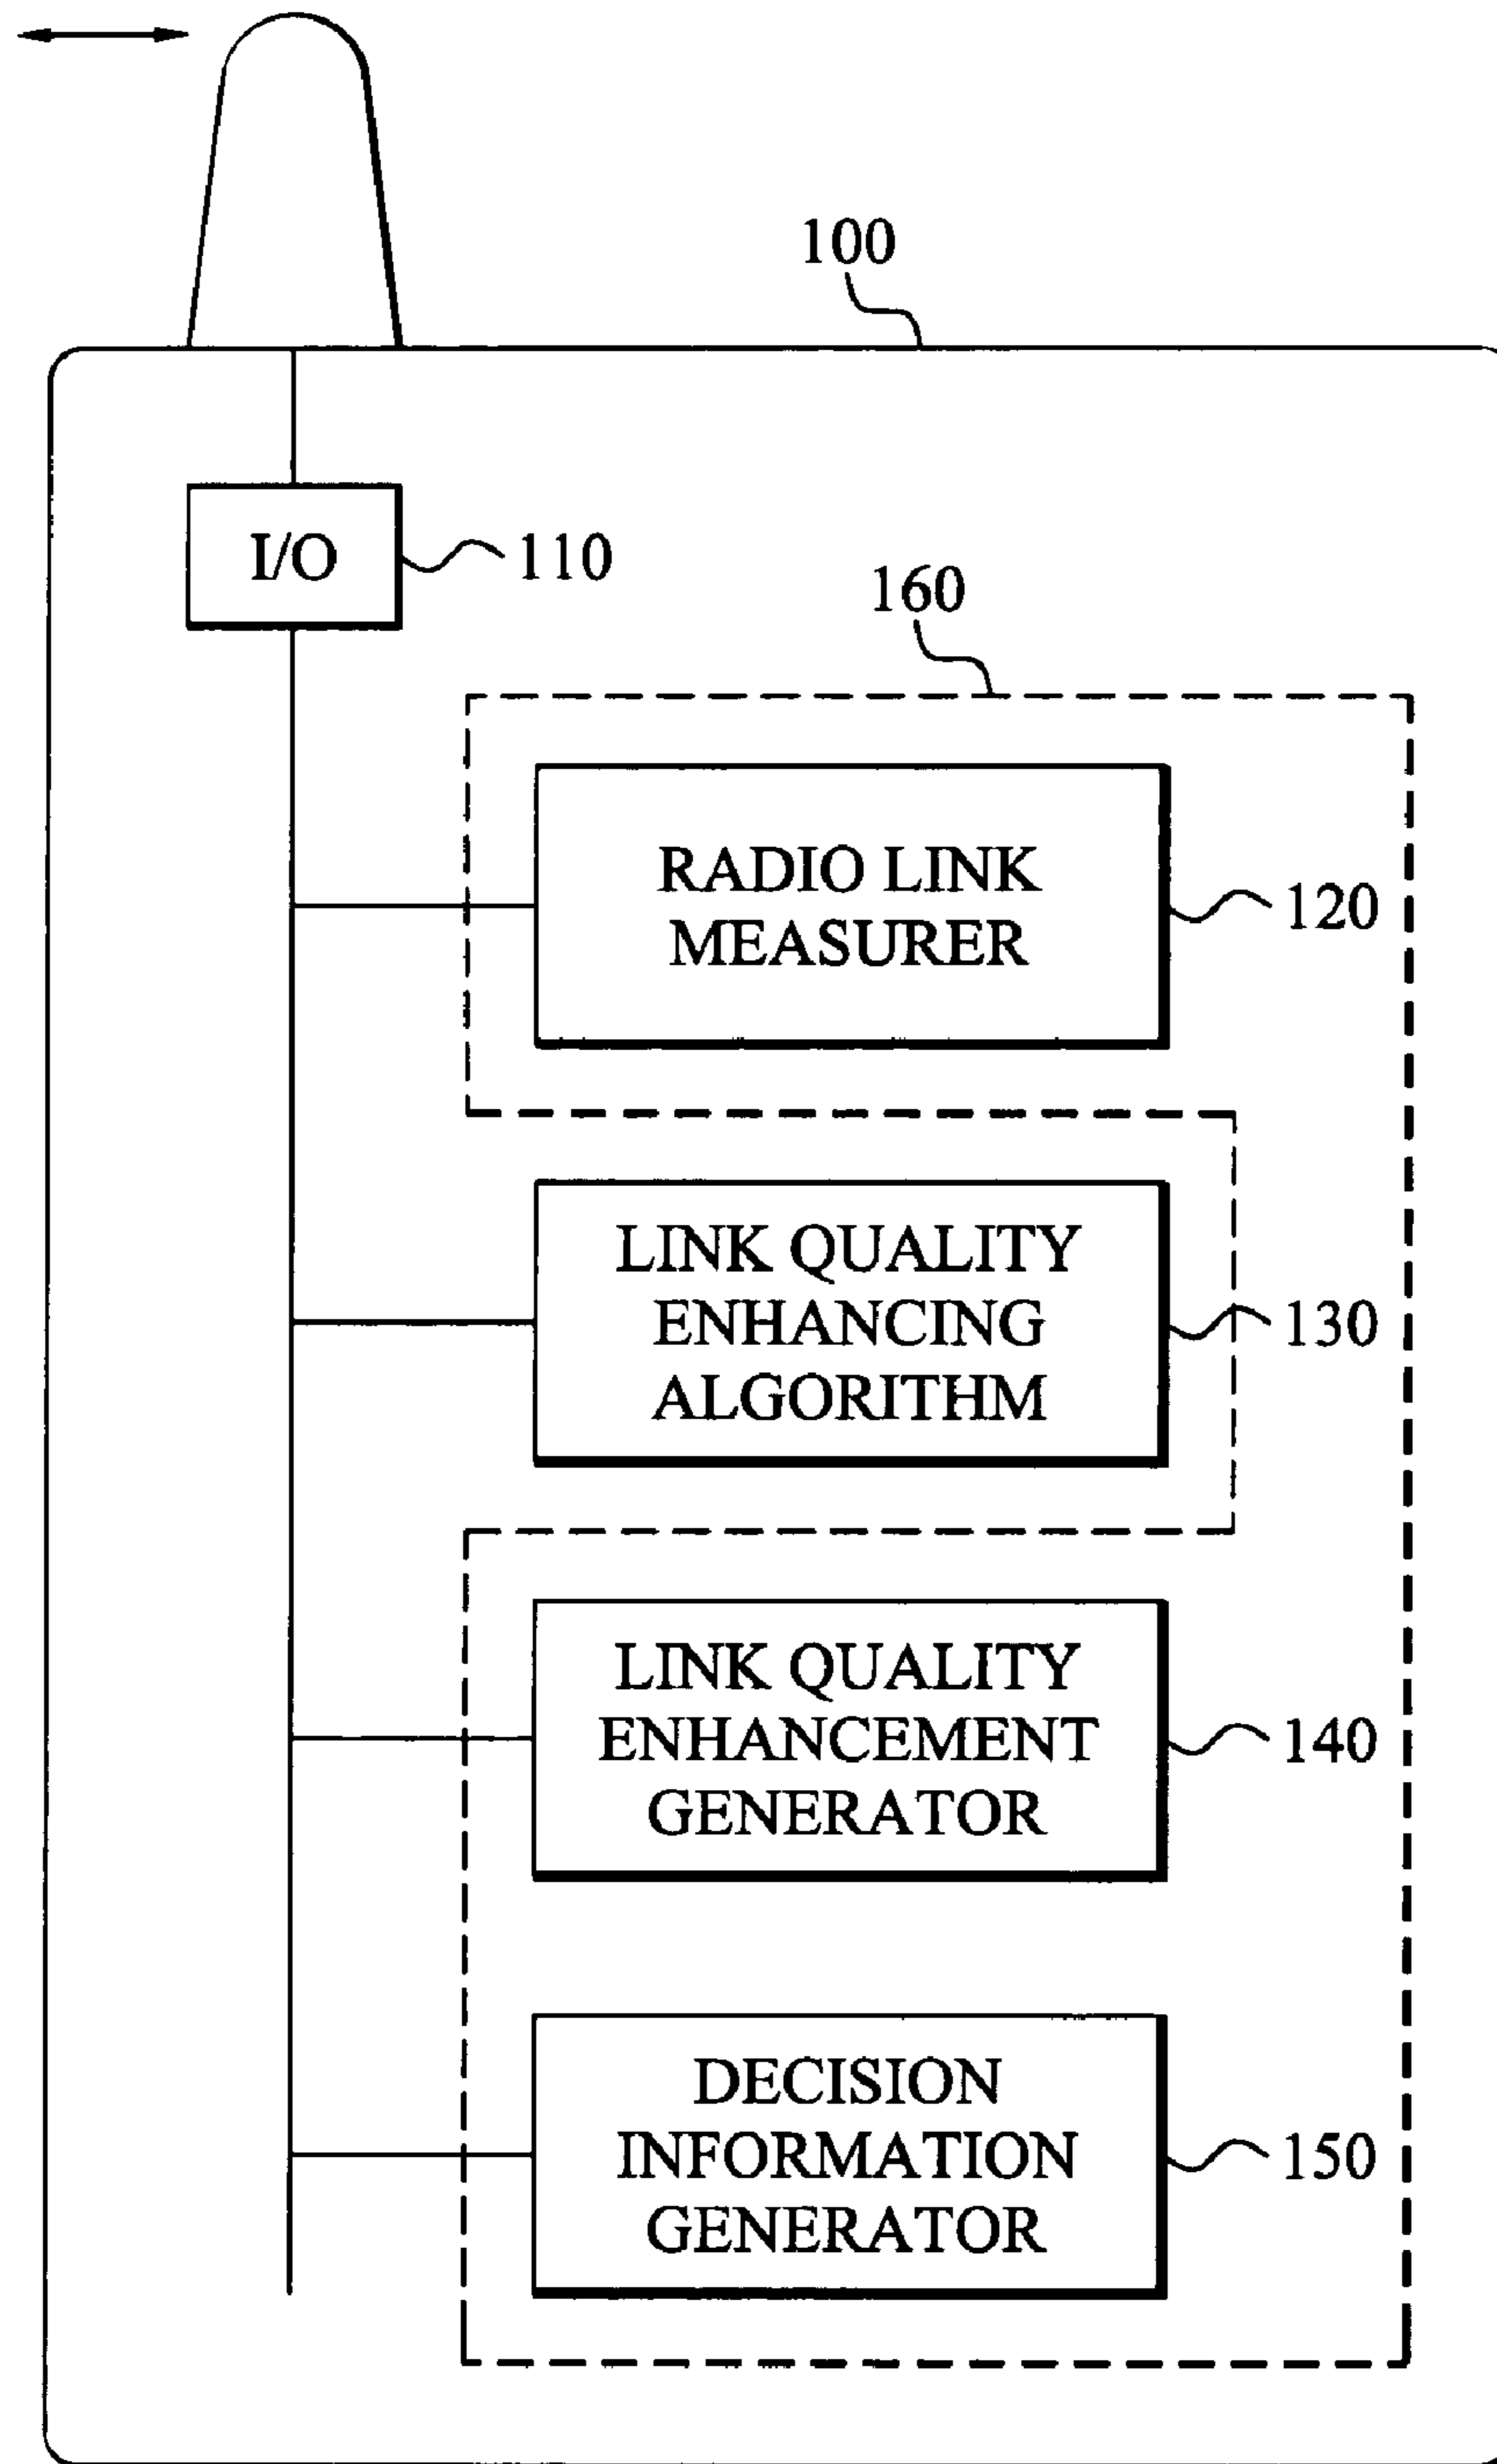 100
I/O
110
160
RADIO LINK
MEASURER
120
LINK QUALITY
ENHANCING
ALGORITHM
130
LINK QUALITY
ENHANCEMENT
GENERATOR
140
DECISION
INFORMATION
GENERATOR
150